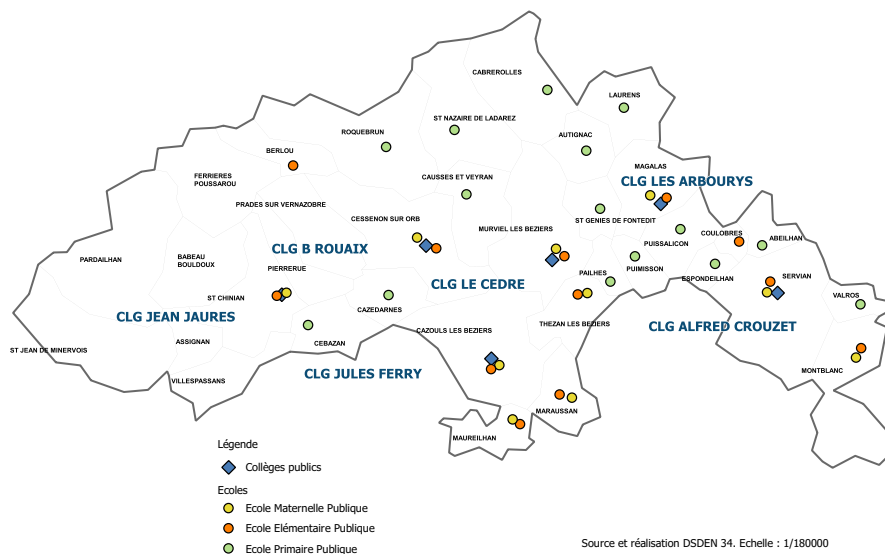 CABREROLLES
LAURENS
ST NAZAIRE DE LADAREZ
ROQUEBRUN
AUTIGNAC
BERLOU
MAGALAS
FERRIERES
POUSSAROU
CAUSSES ET VEYRAN
CLG LES ARBOURYS
PRADES SUR VERNAZOBRE
CESSENON SUR ORB
ST GENIES DE FONTEDIT
MURVIEL LES BEZIERS
COULOBRES
ABEILHAN
CLG B ROUAIX
PUISSALICON
PARDAILHAN
BABEAU
BOULDOUX
PIERRERUE
PAILHES
PUIMISSON
ESPONDEILHAN
SERVIAN
CLG LE CEDRE
ST CHINIAN
VALROS
CLG JEAN JAURES
CAZEDARNES
THEZAN LES BEZIERS
CLG ALFRED CROUZET
CAZOULS LES BEZIERS
ST JEAN DE MINERVOIS
ASSIGNAN
CEBAZAN
CLG JULES FERRY
MONTBLANC
VILLESPASSANS
MARAUSSAN
MAUREILHAN
Légende
Collèges publics
Ecoles
Ecole Maternelle Publique
Ecole Elémentaire Publique
Ecole Primaire Publique
Source et réalisation DSDEN 34. Echelle : 1/180000